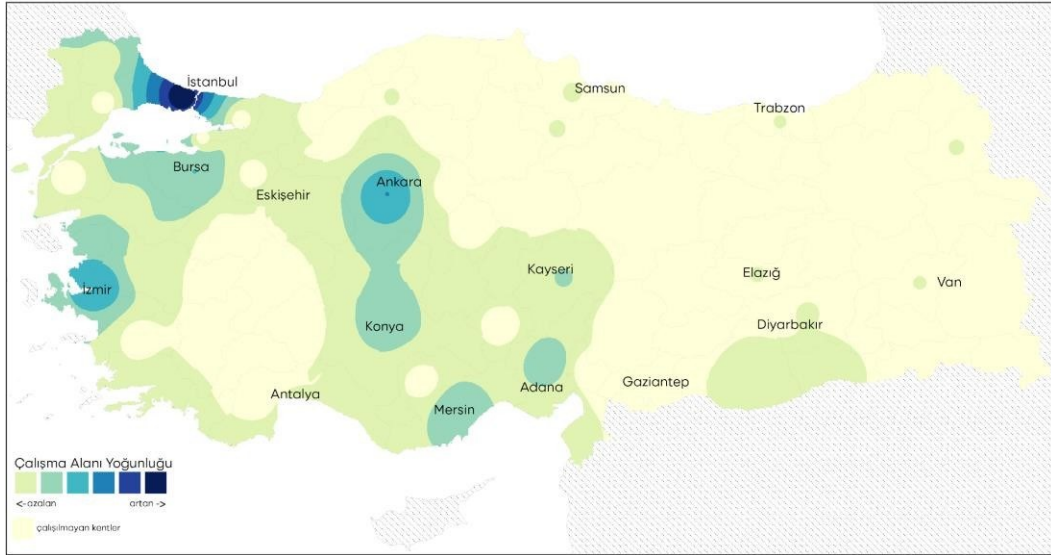 İstanbul
Samsun
Trabzon
Bursa
Ankara
Eskişehir
Kayseri
Elazığ
Van
İzmir
Konya
Diyarbakır
Adana
Gaziantep
Antalya
Mersin
Çalışma Alanı Yoğunluğu
<-azalan artan ->
çalışılmayan kentler